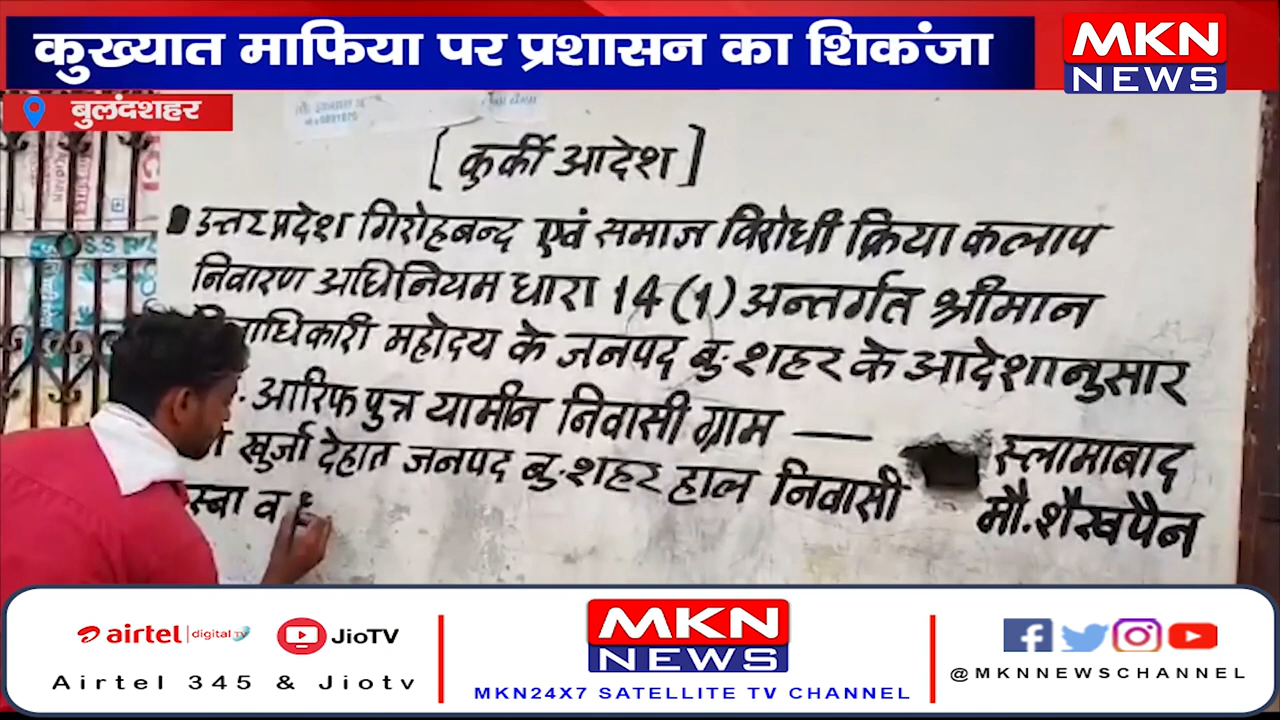 कुख्यात माफिया पर प्रशासन का शिकंजा
MKN
NEWS
बुलंदशहर
[कुर्की आदेश]
उत्तर प्रदेश गिरोहबन्द एवं समाज विरोधी क्रिया कलाप
निवारण अधिनियम धारा 14 (1) अन्तर्गत श्रीमान
धिकारी महोदय के जनपद बु.शहर के आदेशानुसार
आरिफ पुत्र यामीन निवासी ग्राम — स्लामाबाद
खुर्जा देहात जनपद बु.शहर हाल निवासी मौ.शैखपैन
स्बा व
airtel digital TV
JioTV
Airtel 345 & Jiotv
MKN
NEWS
MKN24X7 SATELLITE TV CHANNEL
@MKNNEWSCHANNEL